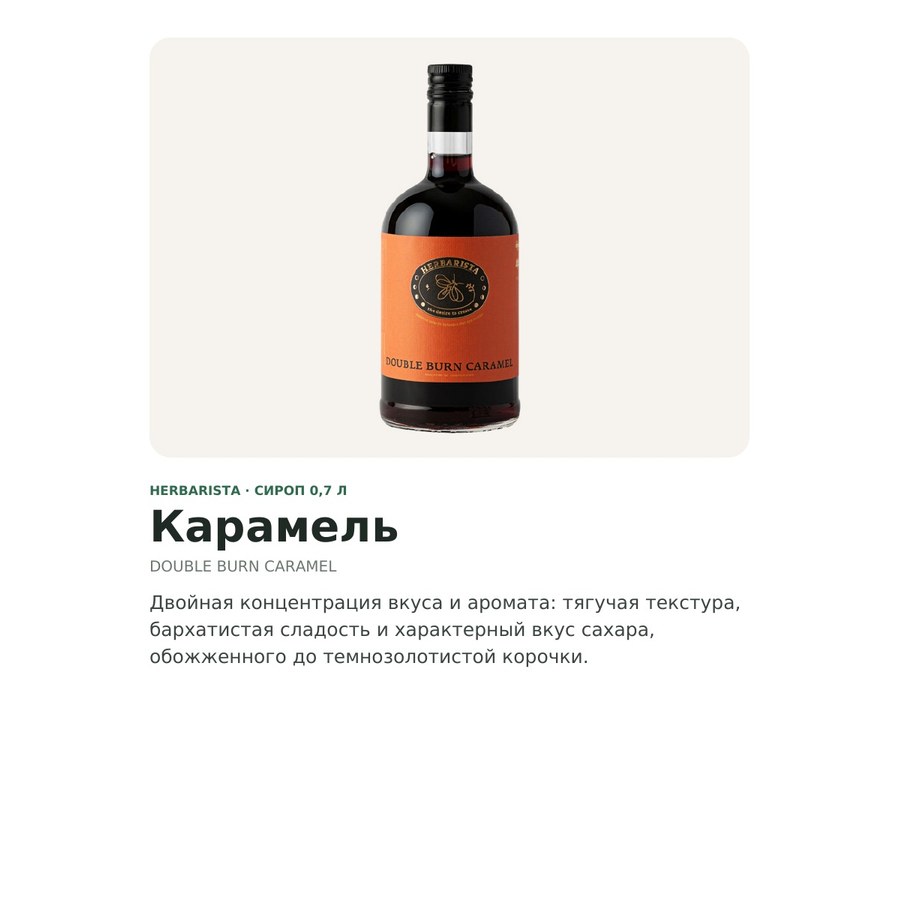 HERBARISTA
DOUBLE BURN CARAMEL
HERBARISTA · СИРОП 0,7 Л
Карамель
DOUBLE BURN CARAMEL
Двойная концентрация вкуса и аромата: тягучая текстура,
бархатистая сладость и характерный вкус сахара,
обожженного до темнозолотистой корочки.